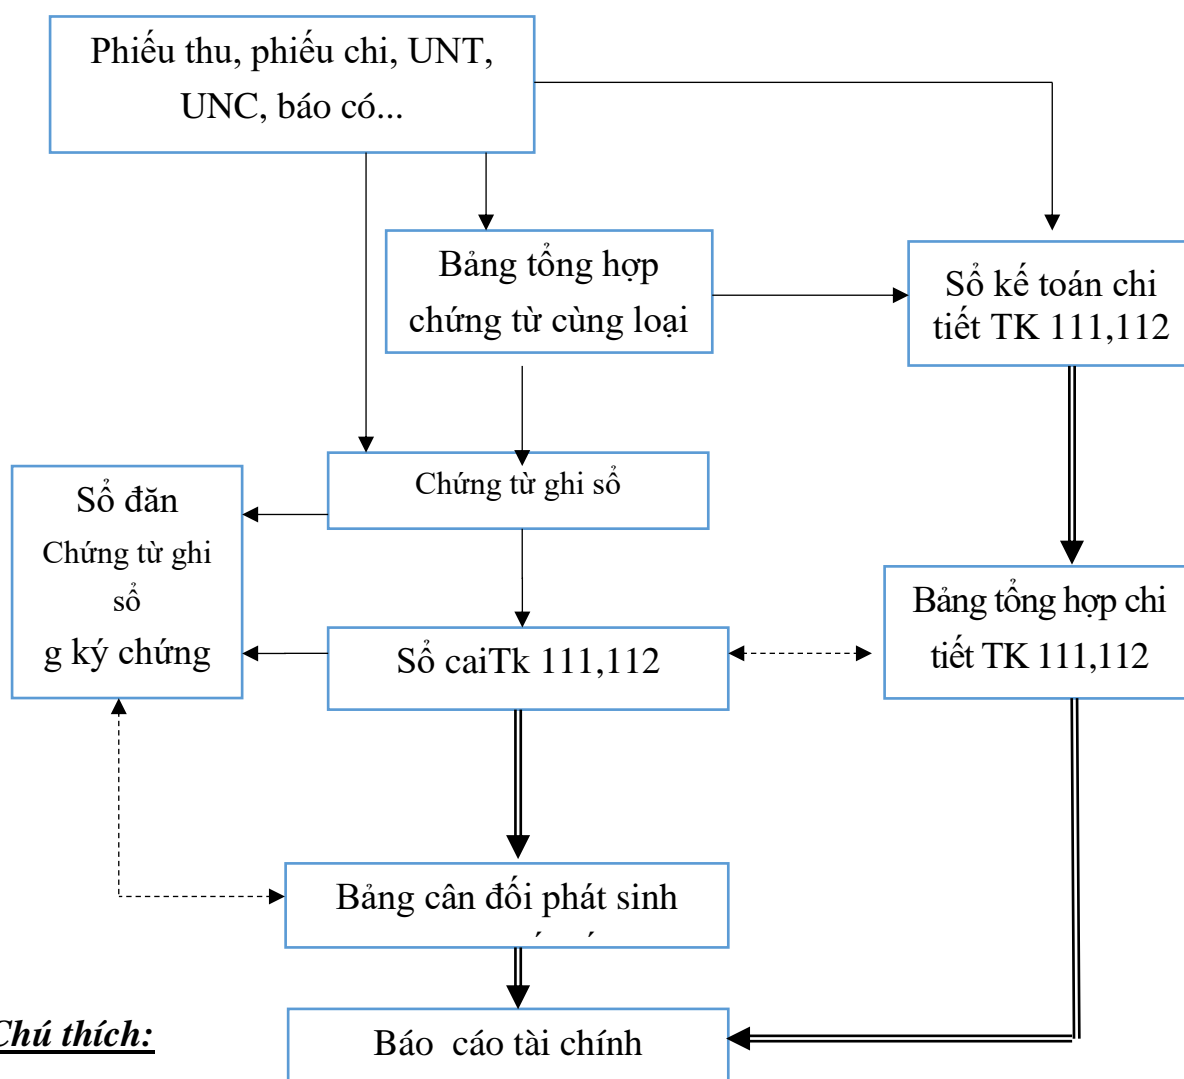 Phiếu thu, phiếu chi, UNT,
UNC, báo có...
Bảng tổng hợp
chứng từ cùng loại
Sổ kế toán chi
tiết TK 111,112
Chứng từ ghi sổ
Sổ đăn
Chứng từ ghi
sổ
g ký chứng
Sổ caiTk 111,112
Bảng tổng hợp chi
tiết TK 111,112
Bảng cân đối phát sinh
Báo cáo tài chính
Chú thích: